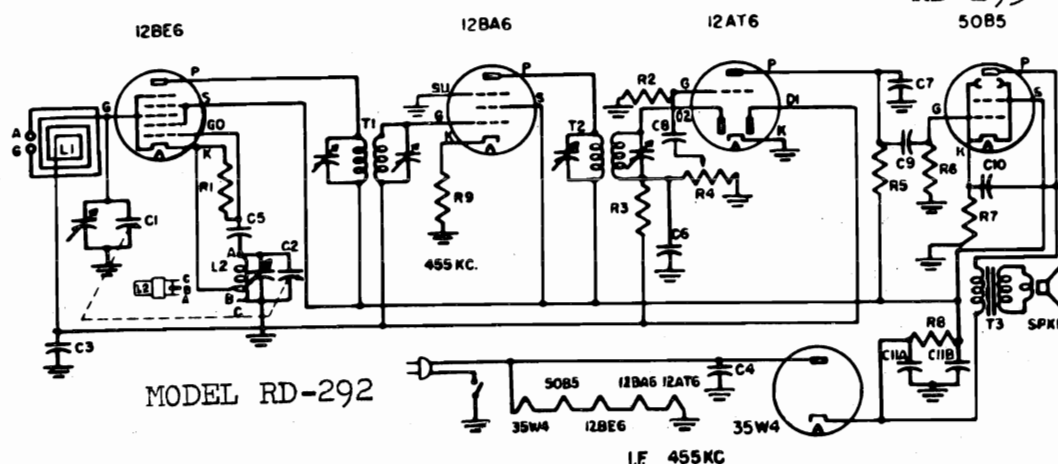 12BE6
12BA6
12AT6
50B5
P
S
G
GO
K
A
G
L1
R1
C1
C5
A
L2
C2
B
C
L2
C
B
A
C3
T1
P
SU
G
S
K
R9
455 KC.
T2
R2
G
D2
C8
R3
R4
C6
P
D1
K
C7
C9
R5
R6
P
G
S
K
C10
R7
T3
SPKR
R8
C11A
C11B
MODEL RD-292
50B5
12BA6 12AT6
35W4
12BE6
C4
35W4
I.F. 455KC